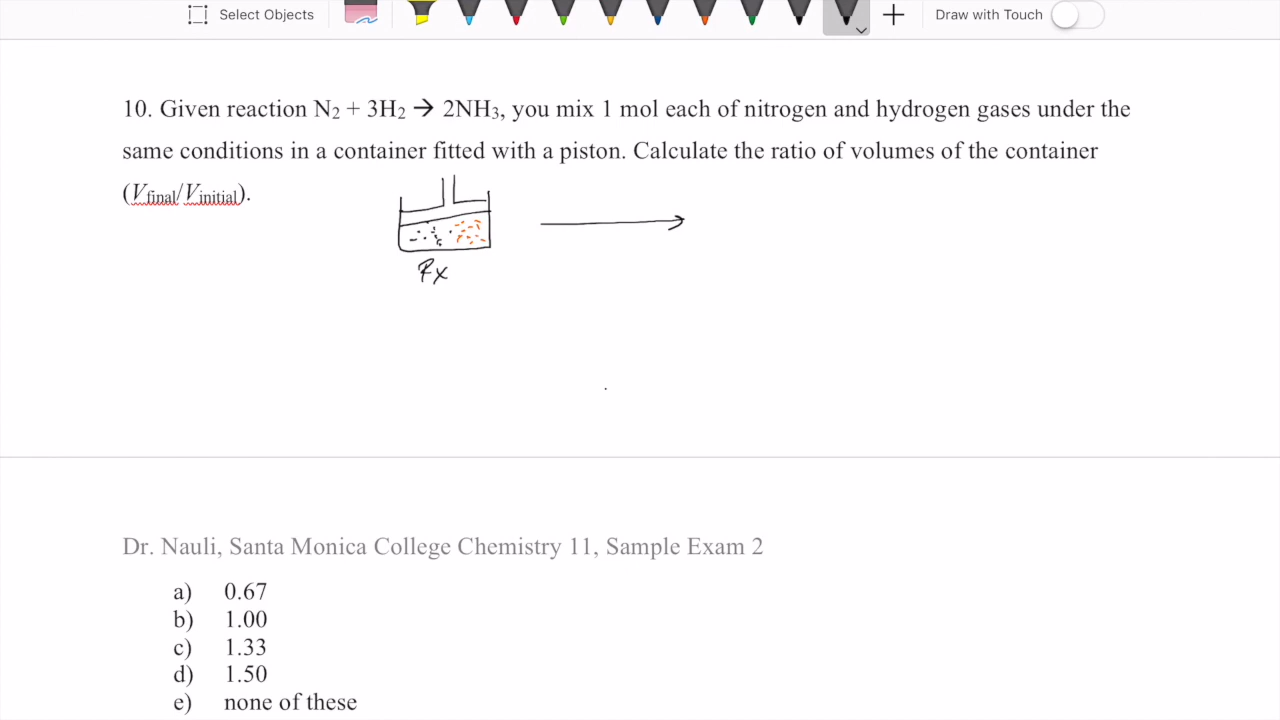 Select Objects
Draw with Touch
10. Given reaction N₂ + 3H₂ → 2NH₃, you mix 1 mol each of nitrogen and hydrogen gases under the
same conditions in a container fitted with a piston. Calculate the ratio of volumes of the container
(Vfinal/Vinitial).
Rx
Dr. Nauli, Santa Monica College Chemistry 11, Sample Exam 2
a) 0.67
b) 1.00
c) 1.33
d) 1.50
e) none of these